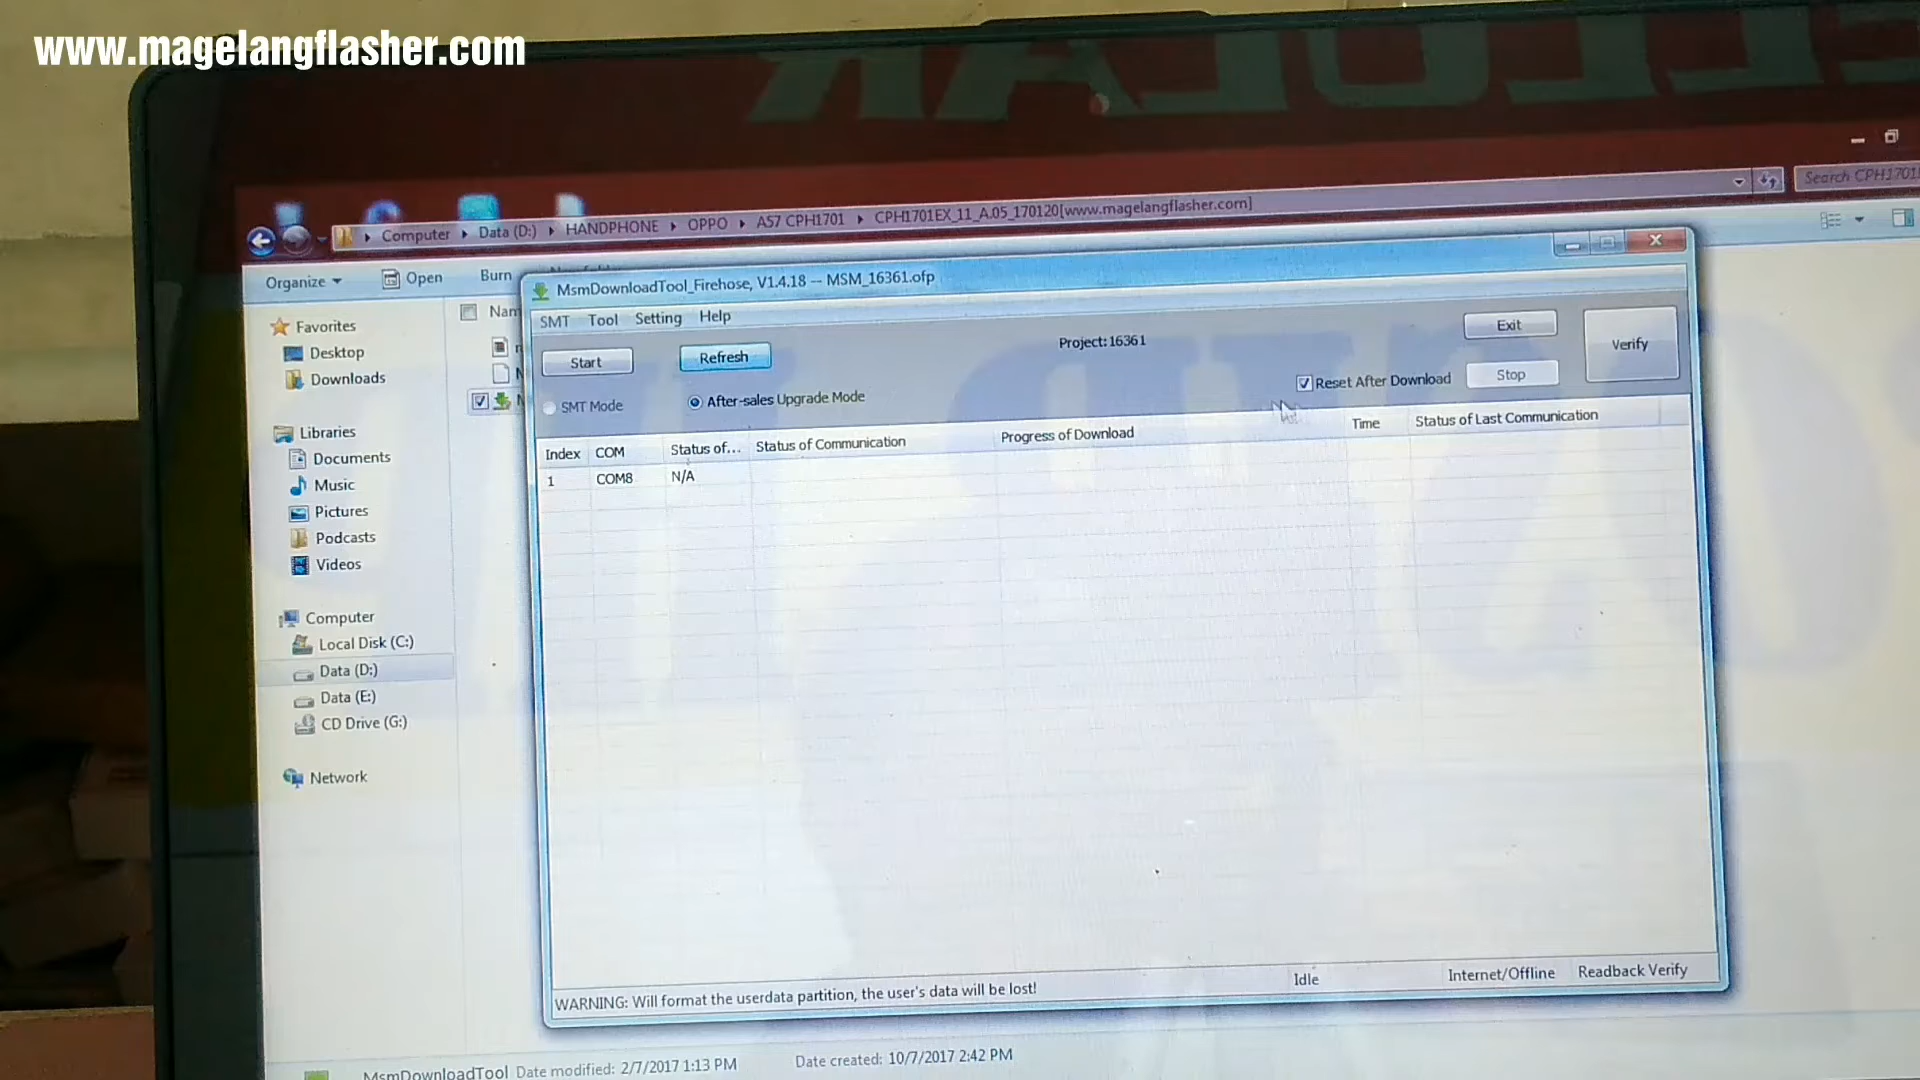 www.magelangflasher.com
Search CPH1701
Computer Data (D:) HANDPHONE OPPO A57 CPH1701 CPH1701EX_11_A.05_170120[www.magelangflasher.com]
Organize Open Burn
MsmDownloadTool_Firehose, V1.4.18 -- MSM_16361.ofp
SMT Tool Setting Help
Start Refresh Project:16361 Exit Verify
SMT Mode After-sales Upgrade Mode Reset After Download Stop
Index COM Status of... Status of Communication Progress of Download Time Status of Last Communication
1 COM8 N/A
Favorites
Desktop
Downloads
Libraries
Documents
Music
Pictures
Podcasts
Videos
Computer
Local Disk (C:)
Data (D:)
Data (E:)
CD Drive (G:)
Network
WARNING: Will format the userdata partition, the user's data will be lost! Idle Internet/Offline Readback Verify
MsmDownloadTool Date modified: 2/7/2017 1:13 PM Date created: 10/7/2017 2:42 PM